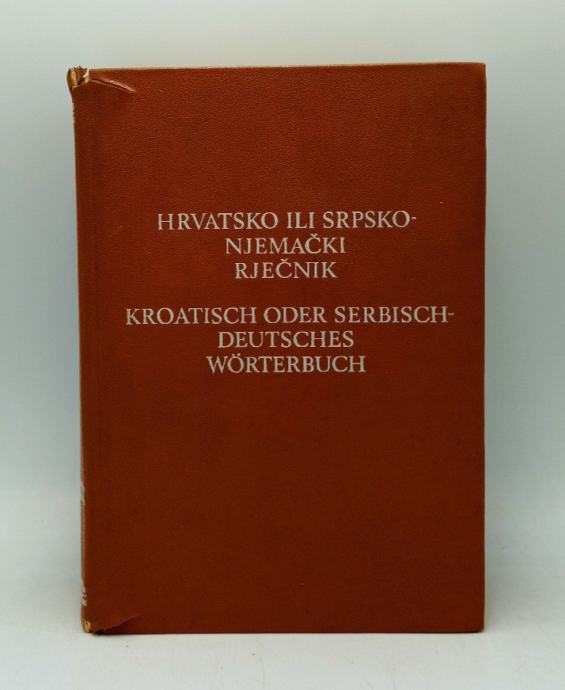 HRVATSKO ILI SRPSKO-
NJEMAČKI
RJEČNIK
KROATISCH ODER SERBISCH-
DEUTSCHES
WÖRTERBUCH